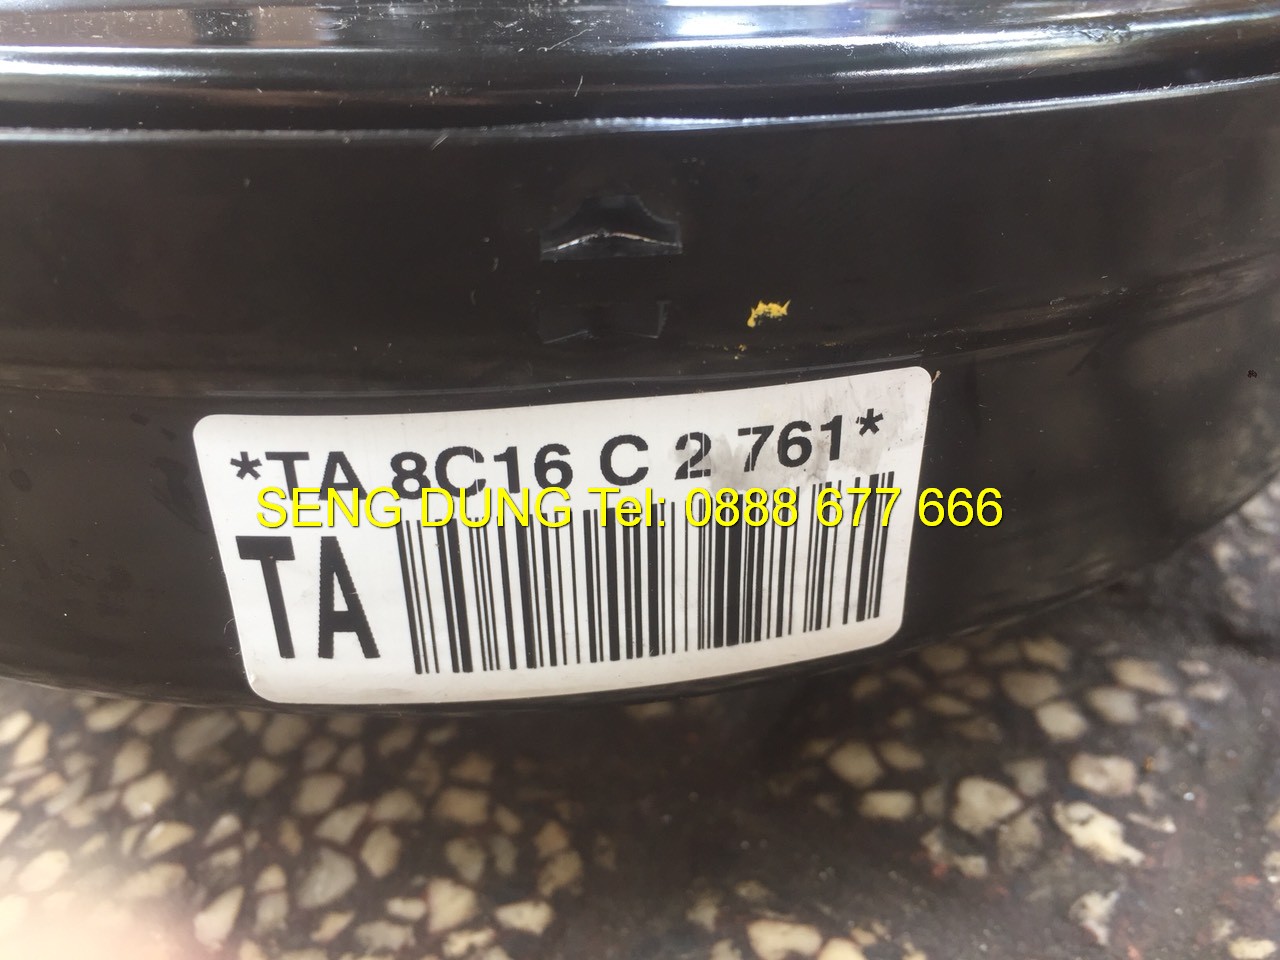 *TA 8C16 C 2 761*
SENG DUNG Tel: 0888 677 666
TA